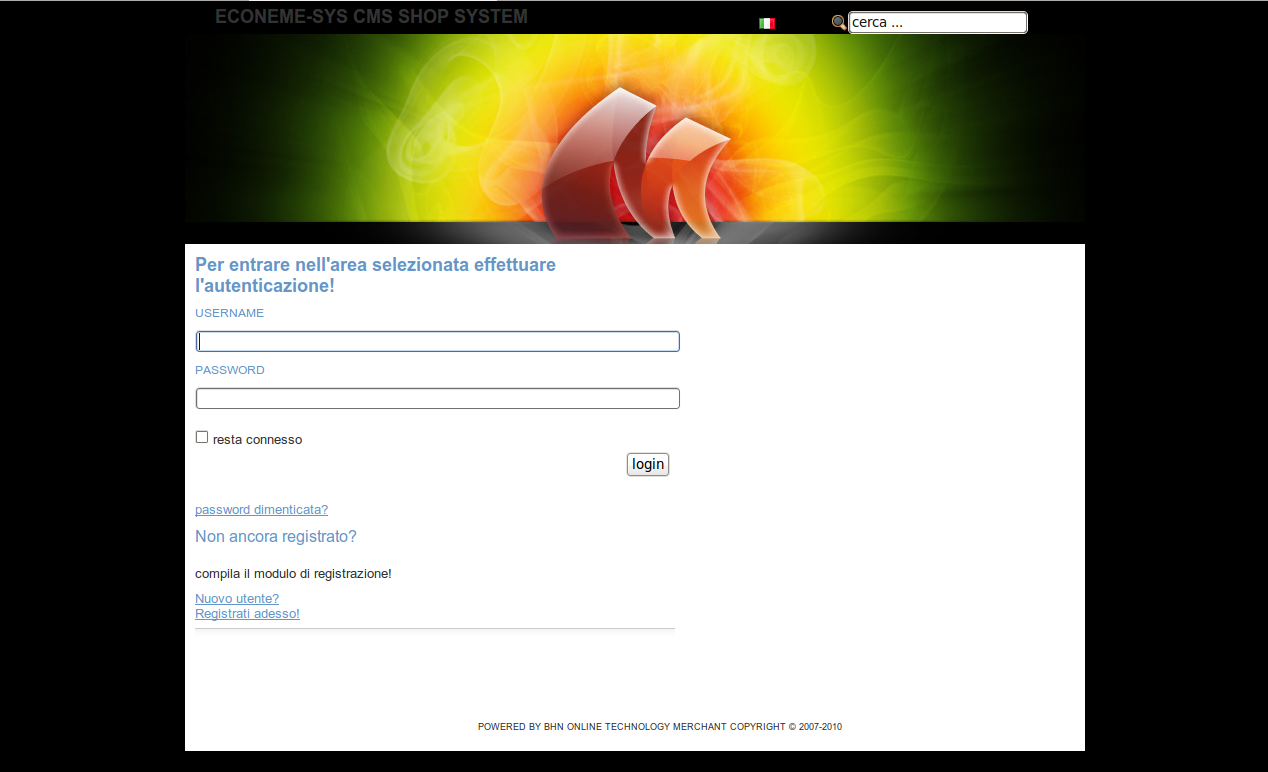 ECONEME-SYS CMS SHOP SYSTEM
cerca ...
Per entrare nell'area selezionata effettuare
l'autenticazione!
USERNAME
PASSWORD
resta connesso
login
password dimenticata?
Non ancora registrato?
compila il modulo di registrazione!
Nuovo utente?
Registrati adesso!
POWERED BY BHN ONLINE TECHNOLOGY MERCHANT COPYRIGHT © 2007-2010